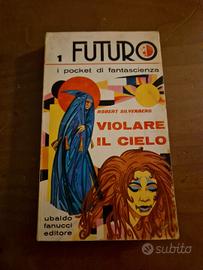 1 FUTURO
i pocket di fantascienza
ROBERT SILVERBERG
VIOLARE
IL CIELO
ubaldo
fanucci
editore
subito